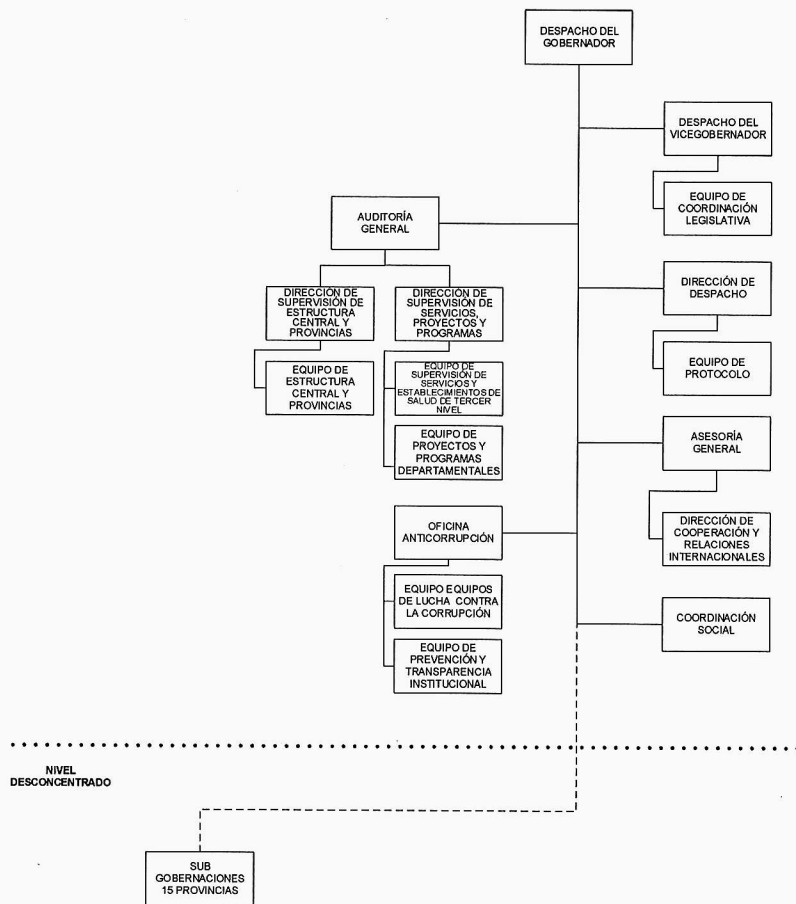 DESPACHO DEL
GOBERNADOR
DESPACHO DEL
VICEGOBERNADOR
EQUIPO DE
COORDINACIÓN
LEGISLATIVA
AUDITORÍA
GENERAL
DIRECCIÓN DE
SUPERVISIÓN DE
ESTRUCTURA
CENTRAL Y
PROVINCIAS
EQUIPO DE
ESTRUCTURA
CENTRAL Y
PROVINCIAS
DIRECCIÓN DE
SUPERVISIÓN DE
SERVICIOS,
PROYECTOS Y
PROGRAMAS
EQUIPO DE
SUPERVISIÓN DE
SERVICIOS Y
ESTABLECIMIENTOS DE
SALUD DE TERCER
NIVEL
EQUIPO DE
PROYECTOS Y
PROGRAMAS
DEPARTAMENTALES
DIRECCIÓN DE
DESPACHO
EQUIPO DE
PROTOCOLO
ASESORÍA
GENERAL
DIRECCIÓN DE
COOPERACIÓN Y
RELACIONES
INTERNACIONALES
OFICINA
ANTICORRUPCIÓN
EQUIPO EQUIPOS
DE LUCHA CONTRA
LA CORRUPCIÓN
EQUIPO DE
PREVENCIÓN Y
TRANSPARENCIA
INSTITUCIONAL
COORDINACIÓN
SOCIAL
NIVEL
DESCONCENTRADO
SUB
GOBERNACIONES
15 PROVINCIAS